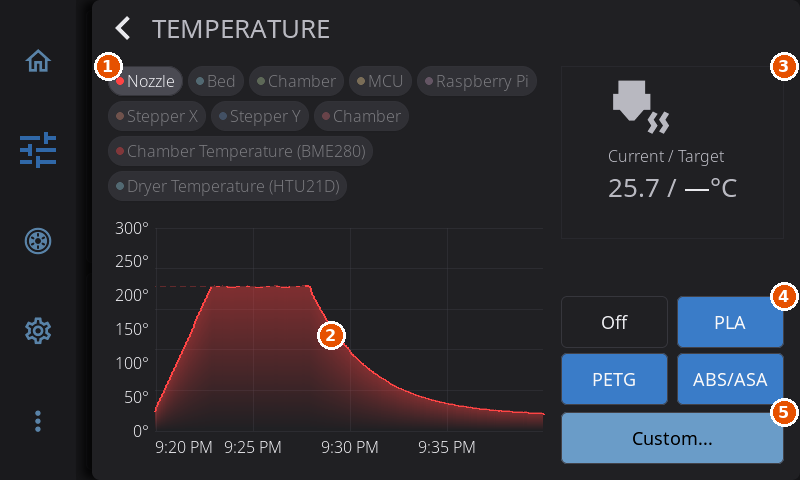 TEMPERATURE
1
3
Nozzle Bed Chamber MCU Raspberry Pi
Stepper X Stepper Y Chamber
Chamber Temperature (BME280)
Dryer Temperature (HTU21D)
Current / Target
25.7 / —°C
300°
250°
200°
150°
100°
50°
0°
2
9:20 PM 9:25 PM 9:30 PM 9:35 PM
4
Off PLA
PETG ABS/ASA
5
Custom...